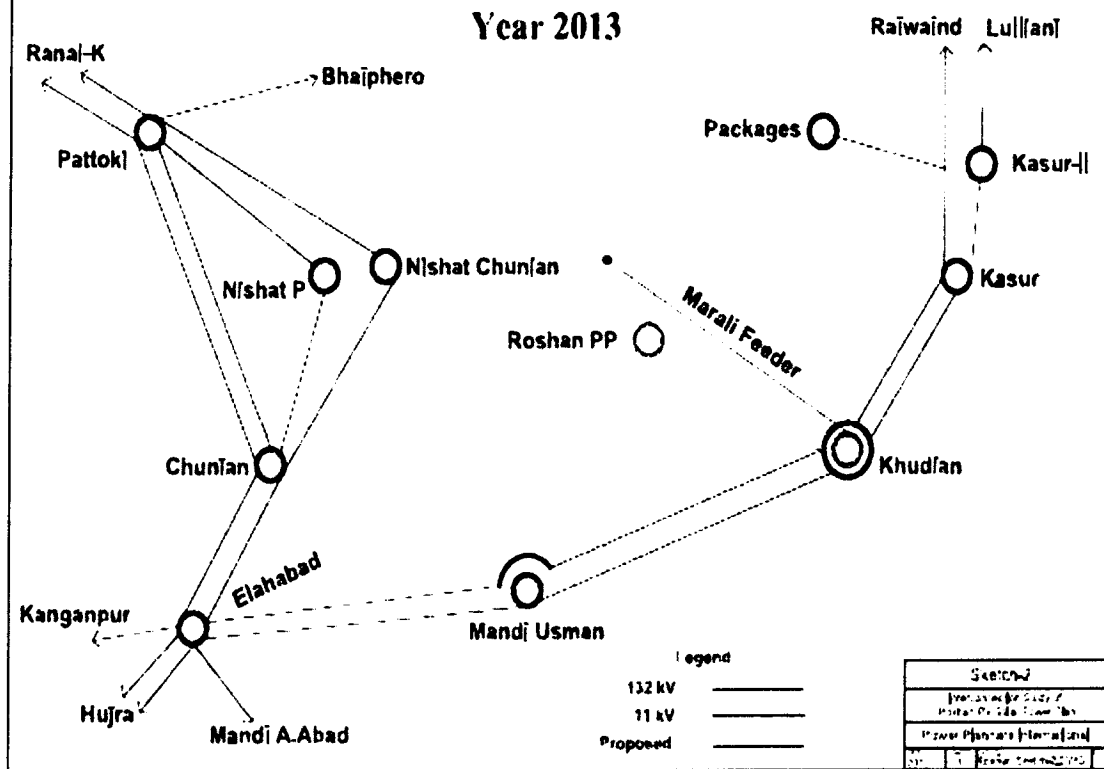 Year 2013
Raiwaind
Lulliani
Ranal-K
Bhaiphero
Packages
Pattoki
Kasur-II
Nishat Chunian
Nishat P
Kasur
Marali Feeder
Roshan PP
Chunian
Khudian
Elahabad
Kanganpur
Mandi Usman
Legend
132 kV
11 kV
Proposed
Hujra
Mandi A.Abad
Sketch-2
Power Planners International